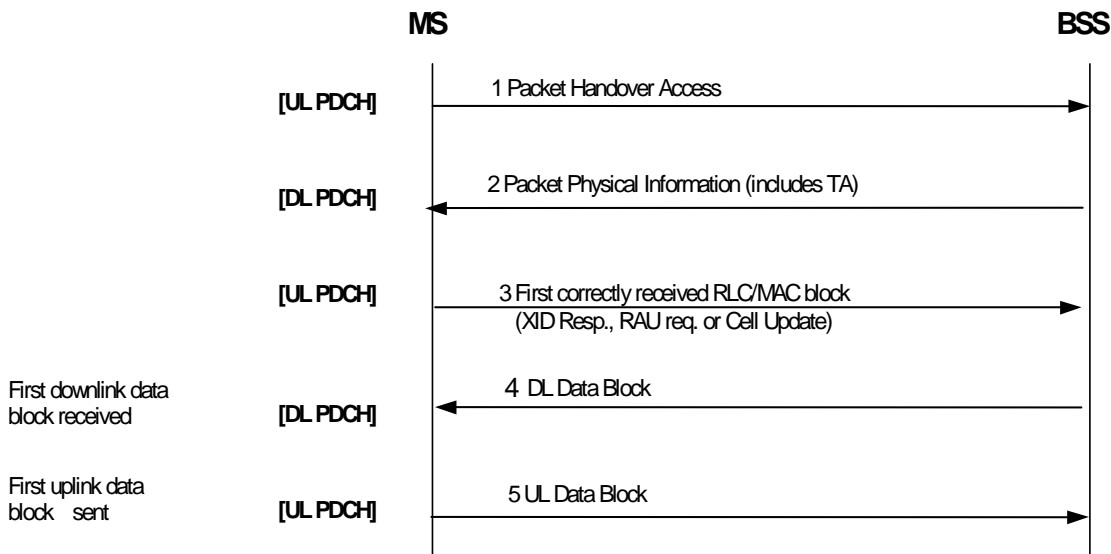 MS BSS
[UL PDCH] 1 Packet Handover Access
[DL PDCH] 2 Packet Physical Information (includes TA)
[UL PDCH] 3 First correctly received RLC/MAC block
(XID Resp., RAU req. or Cell Update)
First downlink data
block received
[DL PDCH] 4 DL Data Block
First uplink data
block sent
[UL PDCH] 5 UL Data Block